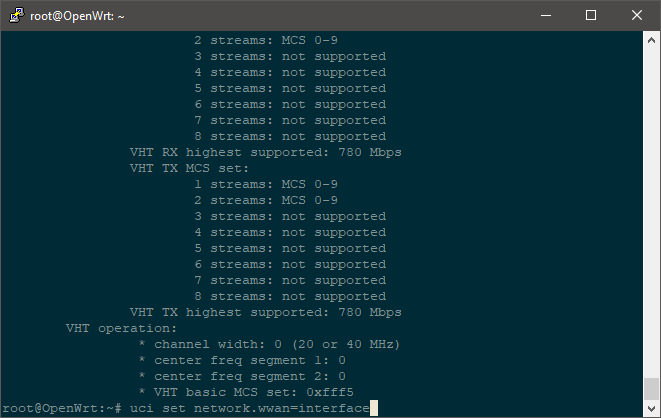 root@OpenWrt: ~
2 streams: MCS 0-9
3 streams: not supported
4 streams: not supported
5 streams: not supported
6 streams: not supported
7 streams: not supported
8 streams: not supported
VHT RX highest supported: 780 Mbps
VHT TX MCS set:
1 streams: MCS 0-9
2 streams: MCS 0-9
3 streams: not supported
4 streams: not supported
5 streams: not supported
6 streams: not supported
7 streams: not supported
8 streams: not supported
VHT TX highest supported: 780 Mbps
VHT operation:
* channel width: 0 (20 or 40 MHz)
* center freq segment 1: 0
* center freq segment 2: 0
* VHT basic MCS set: 0xfff5
root@OpenWrt:~# uci set network.wwan=interface